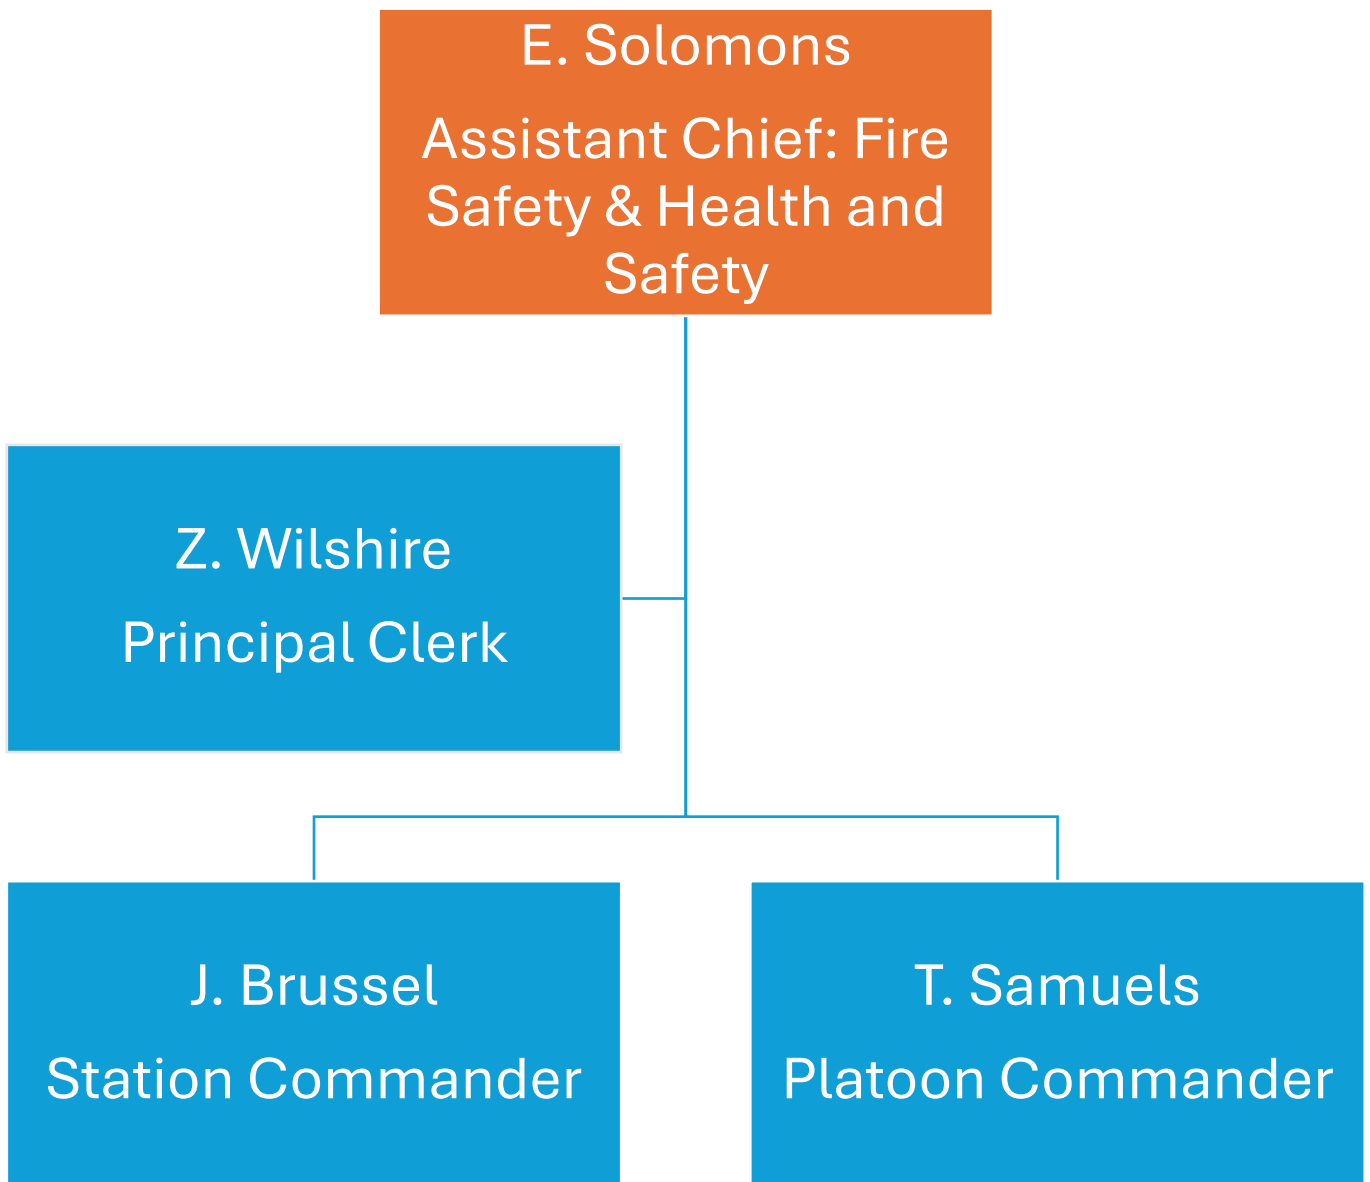 E. Solomons
Assistant Chief: Fire
Safety & Health and
Safety
Z. Wilshire
Principal Clerk
J. Brussel
Station Commander
T. Samuels
Platoon Commander